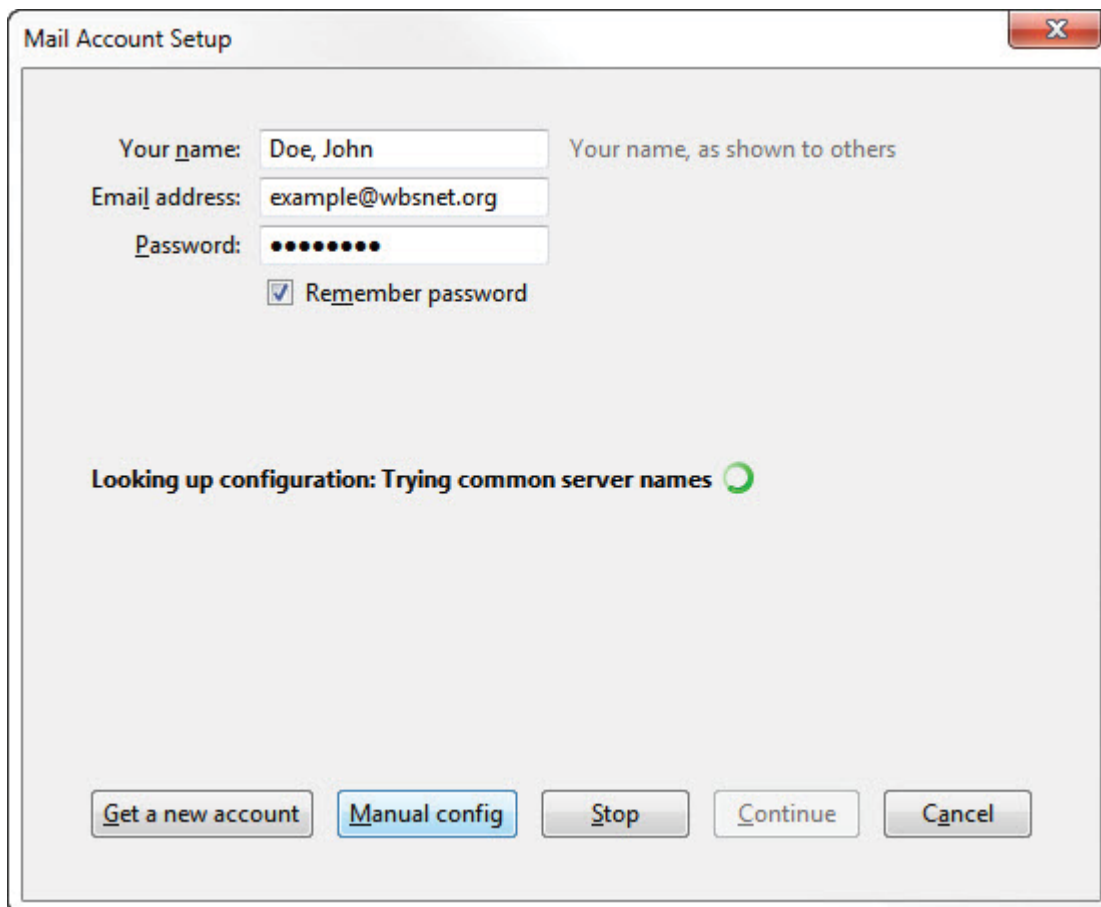 Mail Account Setup
Your name: Doe, John Your name, as shown to others
Email address: example@wbsnet.org
Password: ••••••••
Remember password
Looking up configuration: Trying common server names
Get a new account Manual config Stop Continue Cancel